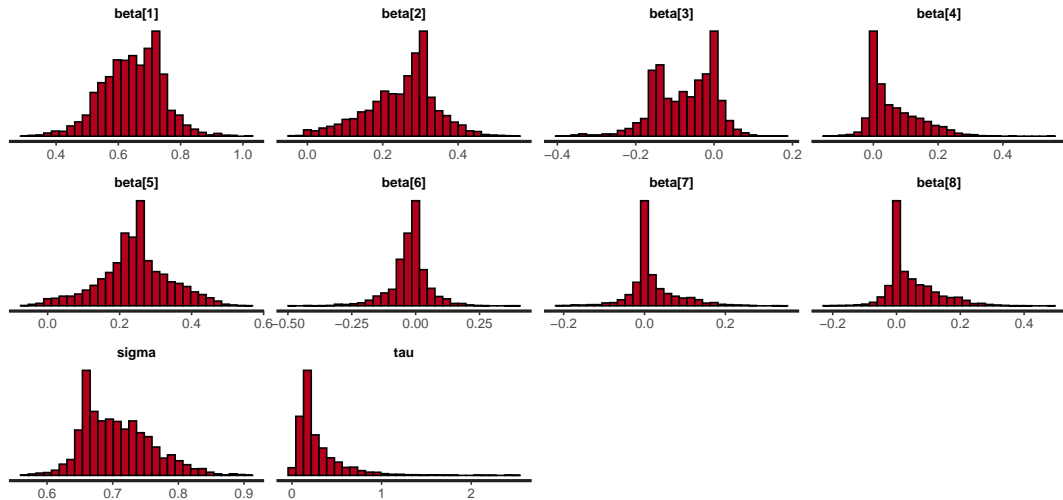 beta[1] beta[2] beta[3] beta[4]
0.4 0.6 0.8 1.0 0.0 0.2 0.4 −0.4 −0.2 0.0 0.2 0.0 0.2 0.4
beta[5] beta[6] beta[7] beta[8]
0.0 0.2 0.4 0.6 −0.50 −0.25 0.00 0.25 −0.2 0.0 0.2 −0.2 0.0 0.2 0.4
sigma tau
0.6 0.7 0.8 0.9 0 1 2